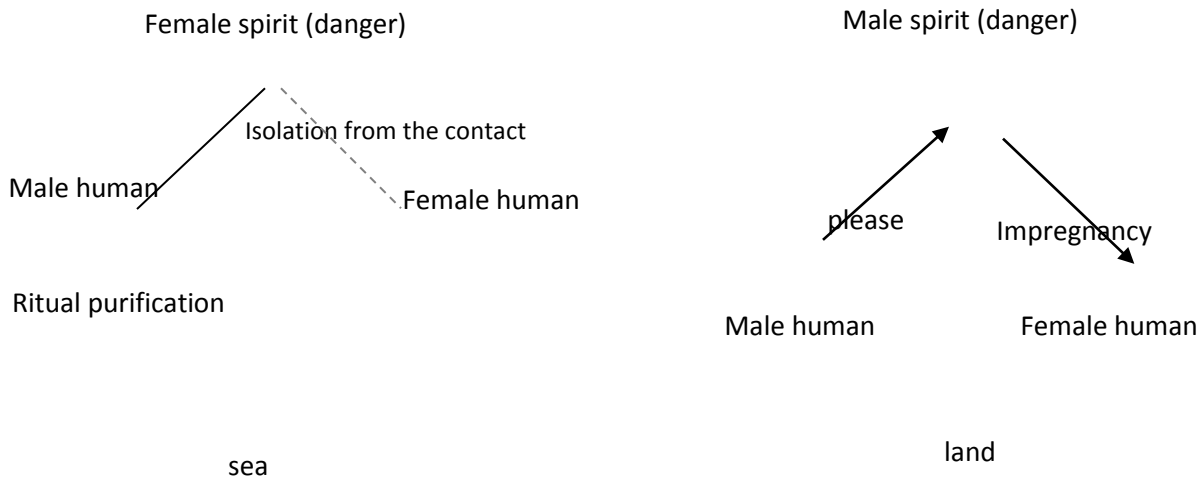 Female spirit (danger)
Isolation from the contact
Male human
Female human
Ritual purification
sea
Male spirit (danger)
please
Impregnancy
Male human
Female human
land